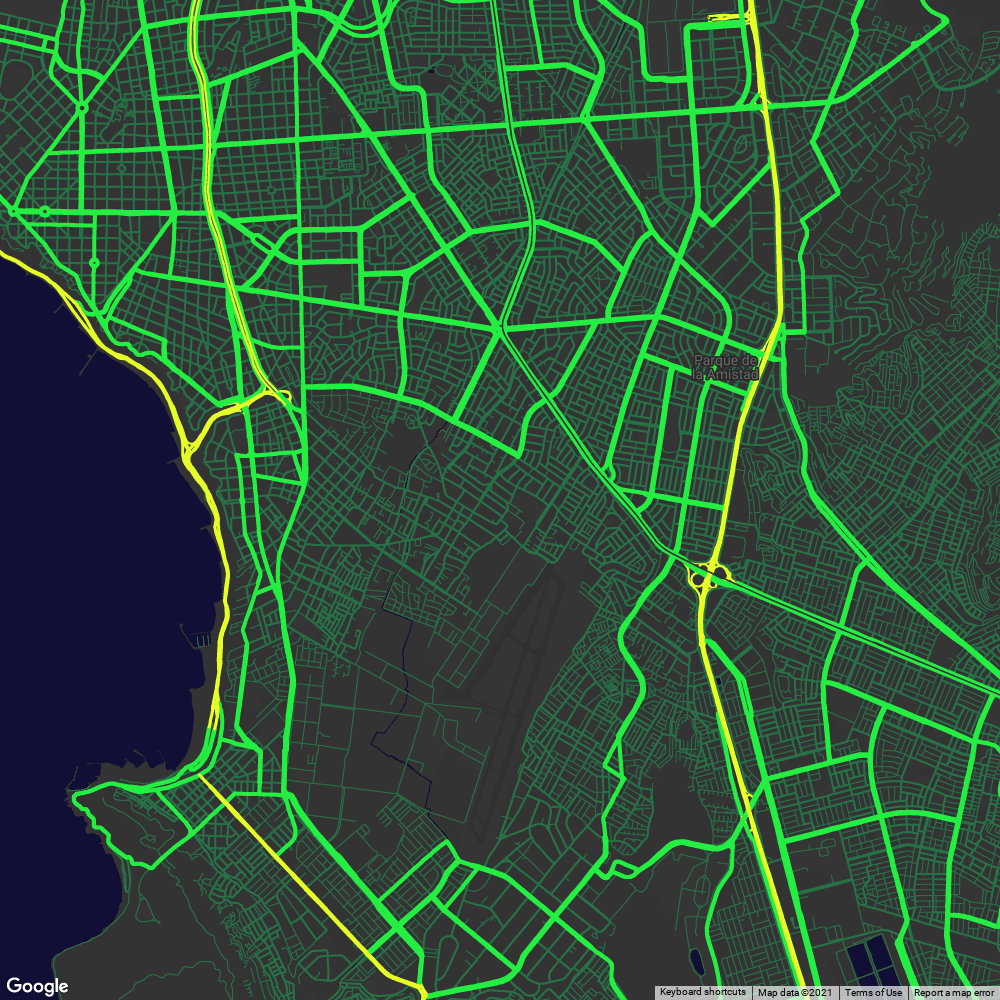 Parque de
la Amistad
Google
Keyboard shortcuts
Map data ©2021
Terms of Use
Report a map error